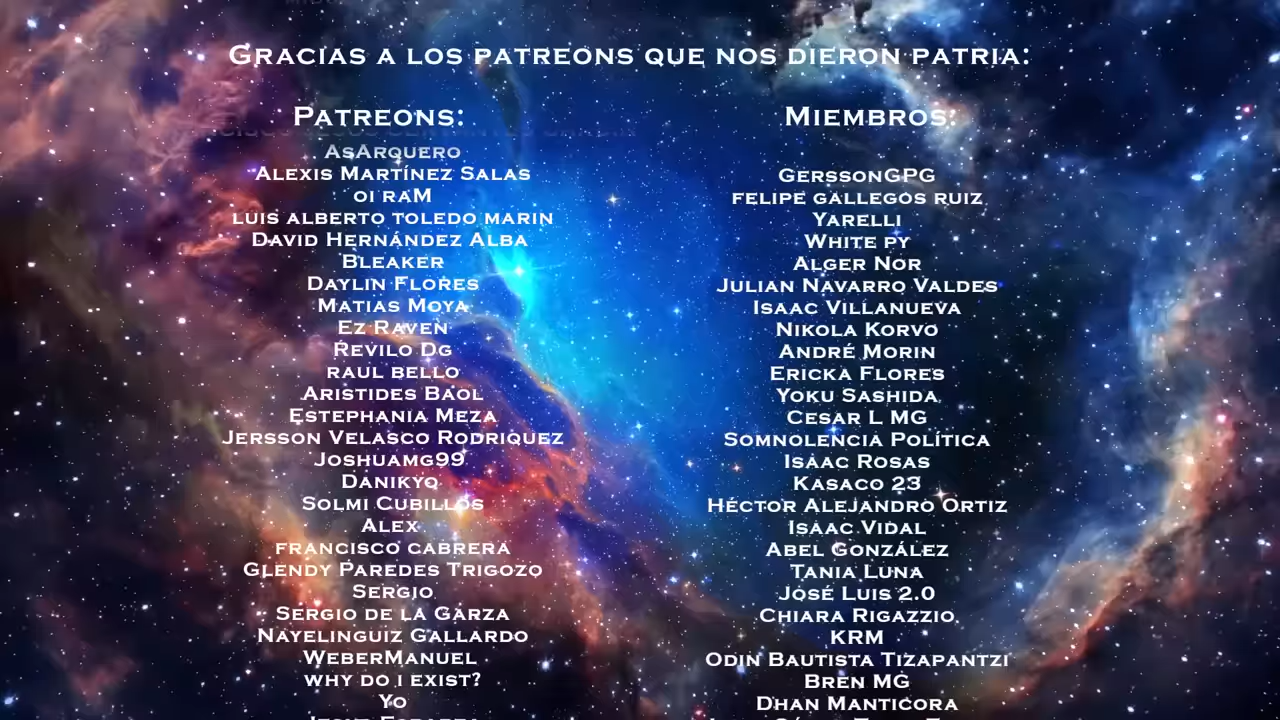 Gracias a los patreons que nos dieron patria:
Patreons:
AsArquero
Alexis Martínez Salas
oi raM
luis alberto toledo marin
David Hernández Alba
Bleaker
Daylin Flores
Matias Moya
Ez Raven
Revilo Dg
raul bello
Aristides Baol
Estephania Meza
Jersson Velasco Rodriquez
Joshuamg99
Danikyo
Solmi Cubillos
Alex
francisco cabrera
Glendy Paredes Trigozo
Sergio
Sergio de la Garza
Nayelinguiz Gallardo
WeberManuel
why do i exist?
Yo
Miembros:
GerssonGPG
felipe gallegos ruiz
Yarelli
White py
Alger Nor
Julian Navarro Valdes
Isaac Villanueva
Nikola Korvo
André Morin
Ericka Flores
Yoku Sashida
Cesar L MG
Somnolencia Política
Isaac Rosas
Kasaco 23
Héctor Alejandro Ortiz
Isaac Vidal
Abel González
Tania Luna
José Luis 2.0
Chiara Rigazzio
KRM
Odin Bautista Tizapantzi
Bren MG
Dhan Manticora